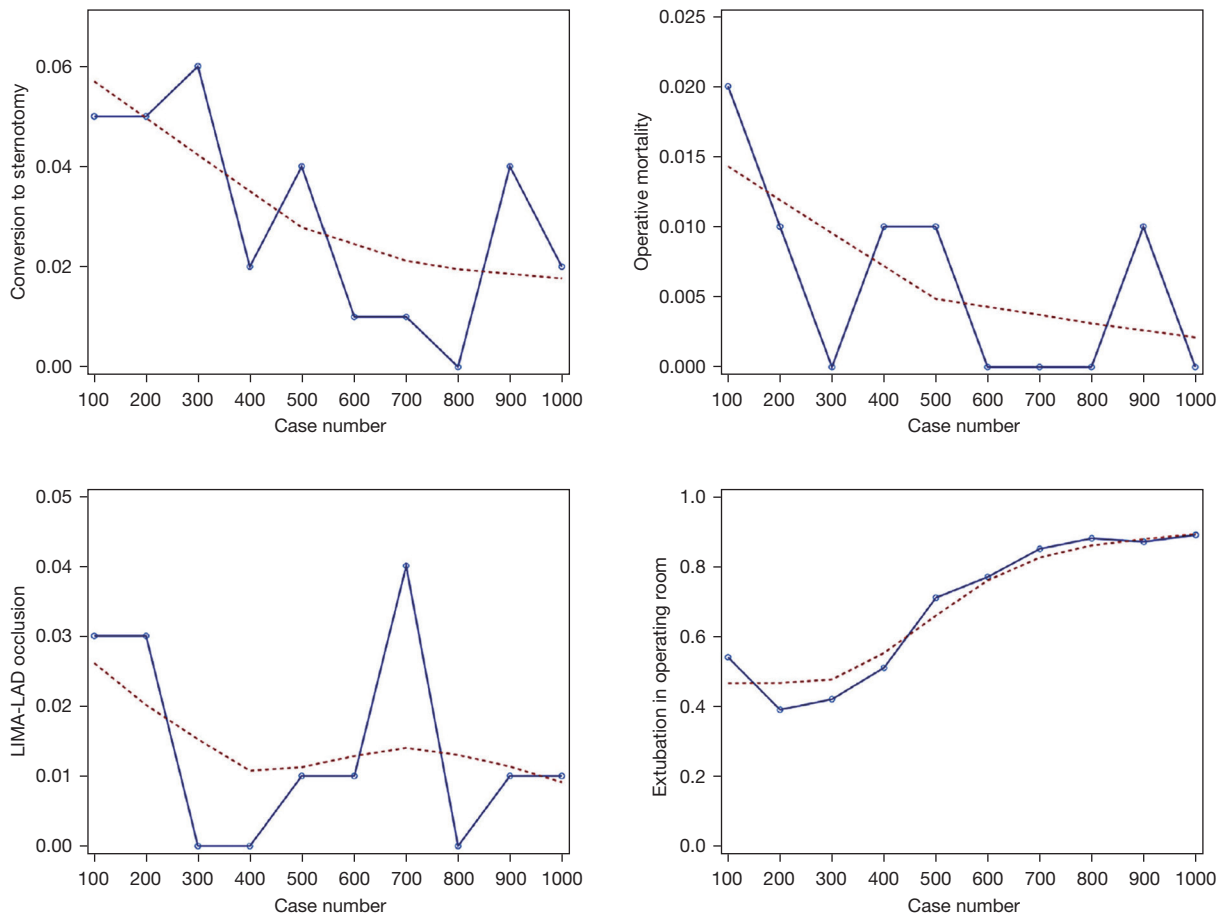 Conversion to sternotomy
0.06
0.04
0.02
0.00
100 200 300 400 500 600 700 800 900 1000
Case number
Operative mortality
0.025
0.020
0.015
0.010
0.005
0.000
100 200 300 400 500 600 700 800 900 1000
Case number
LIMA-LAD occlusion
0.05
0.04
0.03
0.02
0.01
0.00
100 200 300 400 500 600 700 800 900 1000
Case number
Extubation in operating room
1.0
0.8
0.6
0.4
0.2
0.0
100 200 300 400 500 600 700 800 900 1000
Case number